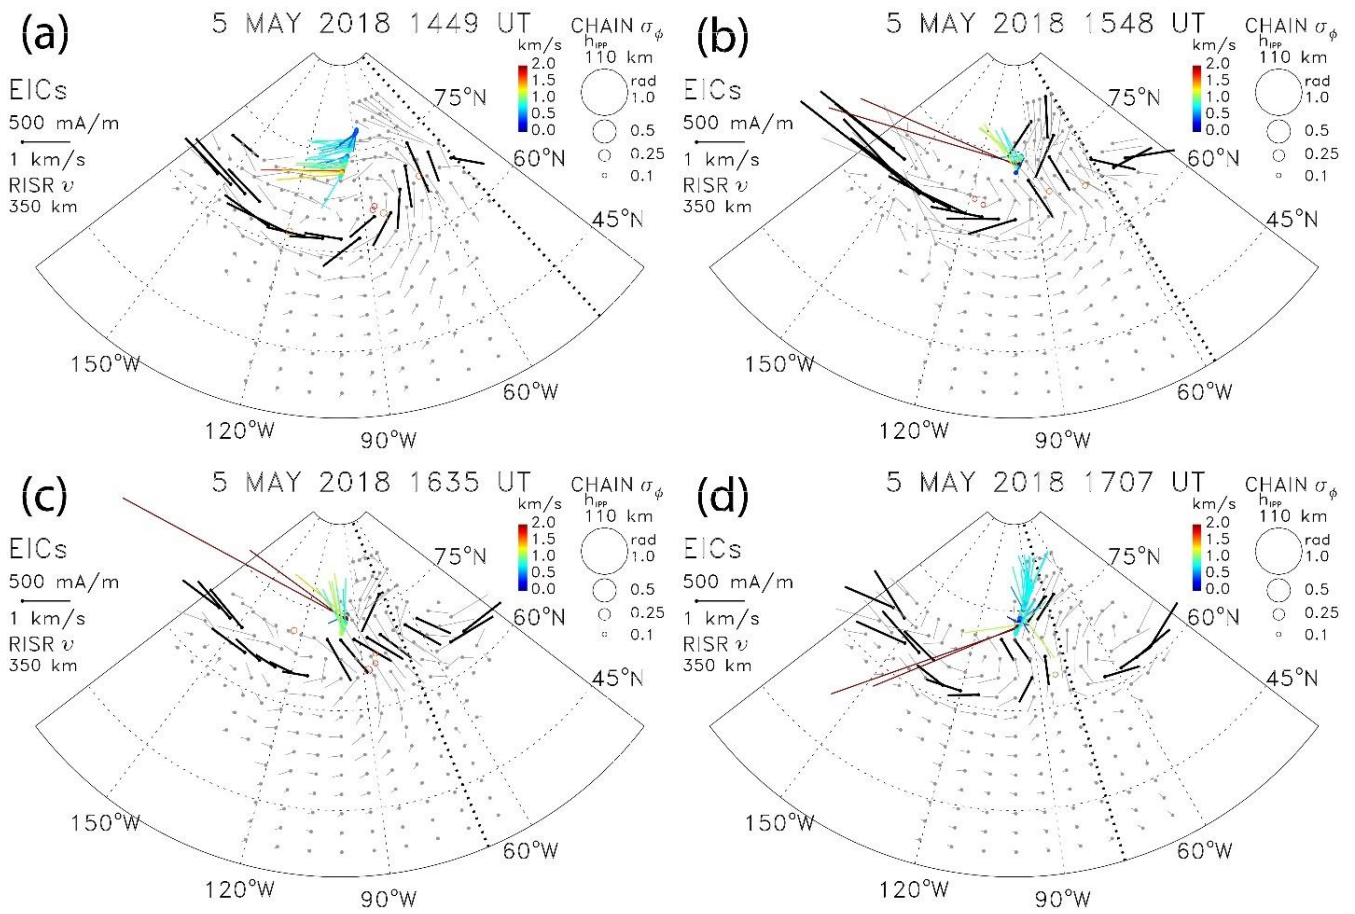 (a)
5 MAY 2018 1449 UT
km/s
2.0
1.5
1.0
0.5
0.0
CHAIN σϕ
hIPP
110 km
rad
1.0
0.5
0.25
0.1
EICs
500 mA/m
1 km/s
RISR v
350 km
75°N
60°N
45°N
150°W
120°W
90°W
60°W
(b)
5 MAY 2018 1548 UT
km/s
2.0
1.5
1.0
0.5
0.0
CHAIN σϕ
hIPP
110 km
rad
1.0
0.5
0.25
0.1
EICs
500 mA/m
1 km/s
RISR v
350 km
75°N
60°N
45°N
150°W
120°W
90°W
60°W
(c)
5 MAY 2018 1635 UT
km/s
2.0
1.5
1.0
0.5
0.0
CHAIN σϕ
hIPP
110 km
rad
1.0
0.5
0.25
0.1
EICs
500 mA/m
1 km/s
RISR v
350 km
75°N
60°N
45°N
150°W
120°W
90°W
60°W
(d)
5 MAY 2018 1707 UT
km/s
2.0
1.5
1.0
0.5
0.0
CHAIN σϕ
hIPP
110 km
rad
1.0
0.5
0.25
0.1
EICs
500 mA/m
1 km/s
RISR v
350 km
75°N
60°N
45°N
150°W
120°W
90°W
60°W